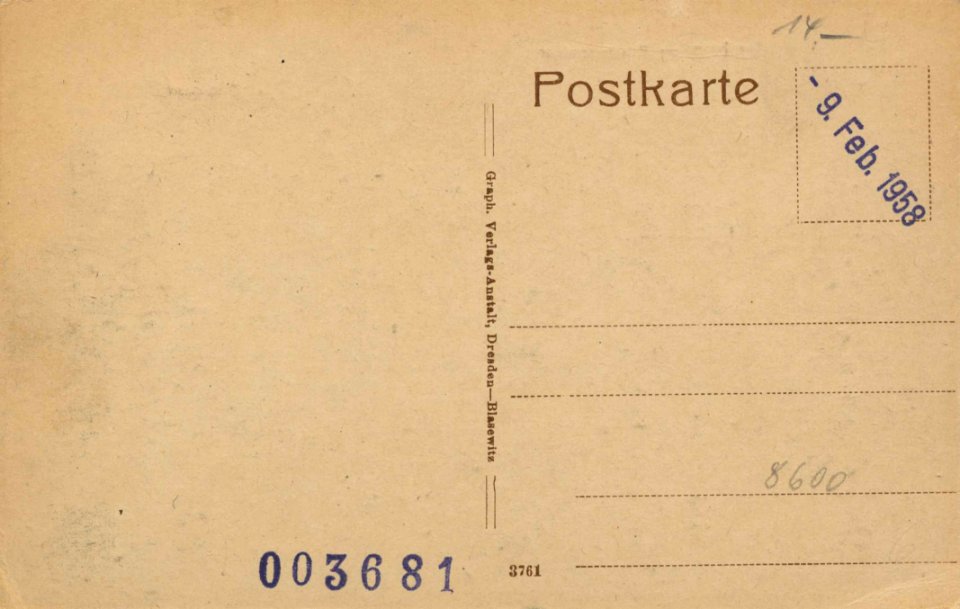 14.—
Postkarte
- 9. Feb. 1958
Graph. Verlags-Anstalt, Dresden—Blasewitz
8600
003681
3761